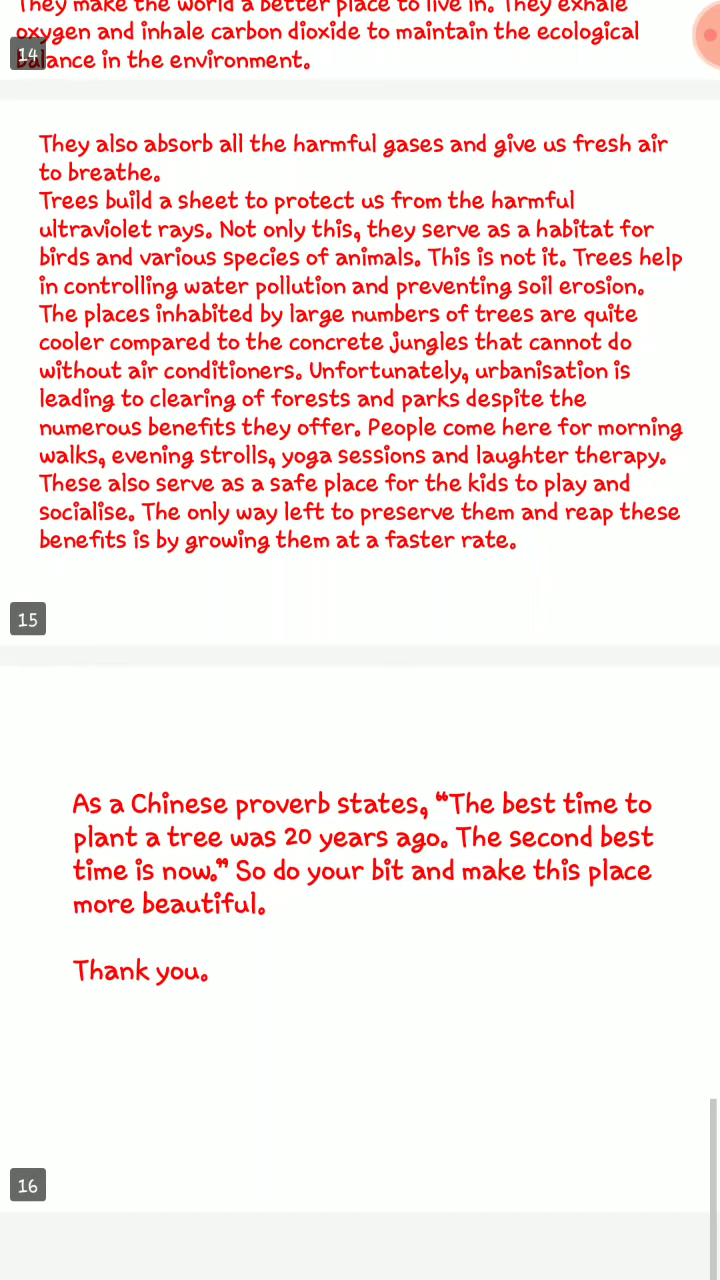 They make the world a better place to live in. They exhale
oxygen and inhale carbon dioxide to maintain the ecological
balance in the environment.
14
They also absorb all the harmful gases and give us fresh air
to breathe.
Trees build a sheet to protect us from the harmful
ultraviolet rays. Not only this, they serve as a habitat for
birds and various species of animals. This is not it. Trees help
in controlling water pollution and preventing soil erosion.
The places inhabited by large numbers of trees are quite
cooler compared to the concrete jungles that cannot do
without air conditioners. Unfortunately, urbanisation is
leading to clearing of forests and parks despite the
numerous benefits they offer. People come here for morning
walks, evening strolls, yoga sessions and laughter therapy.
These also serve as a safe place for the kids to play and
socialise. The only way left to preserve them and reap these
benefits is by growing them at a faster rate.
15
As a Chinese proverb states, “The best time to
plant a tree was 20 years ago. The second best
time is now.” So do your bit and make this place
more beautiful.
Thank you.
16